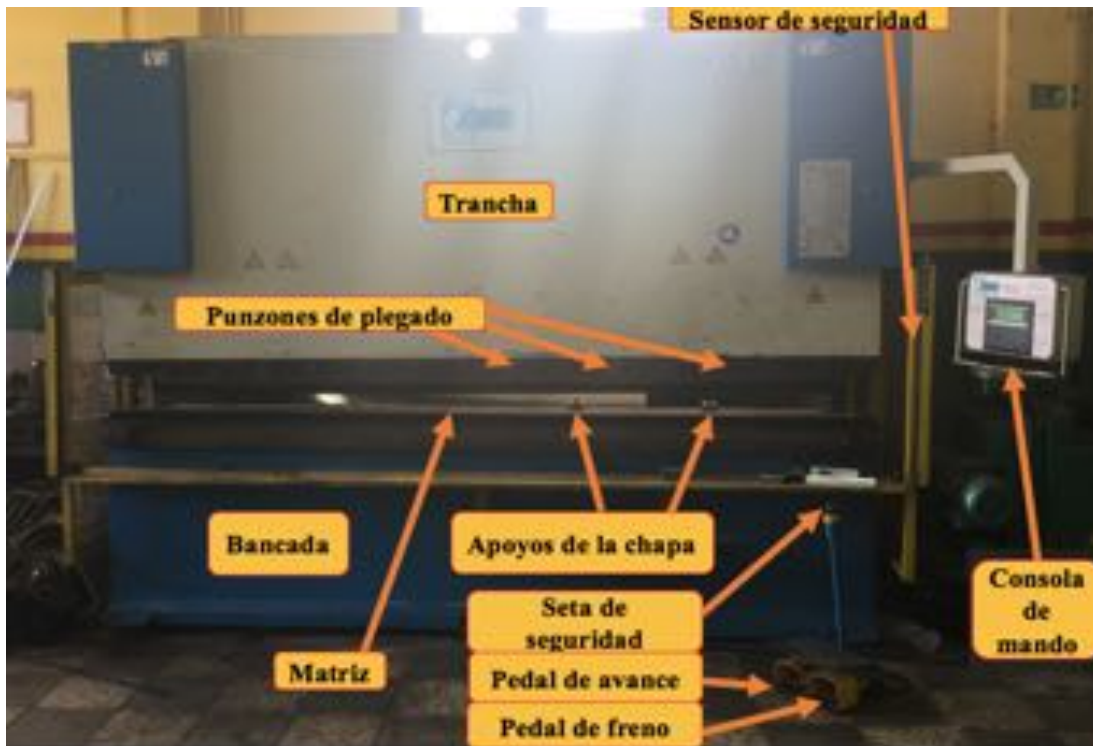 Sensor de seguridad
Trancha
Punzones de plegado
Bancada
Apoyos de la chapa
Consola
de
mando
Seta de
seguridad
Matriz
Pedal de avance
Pedal de freno